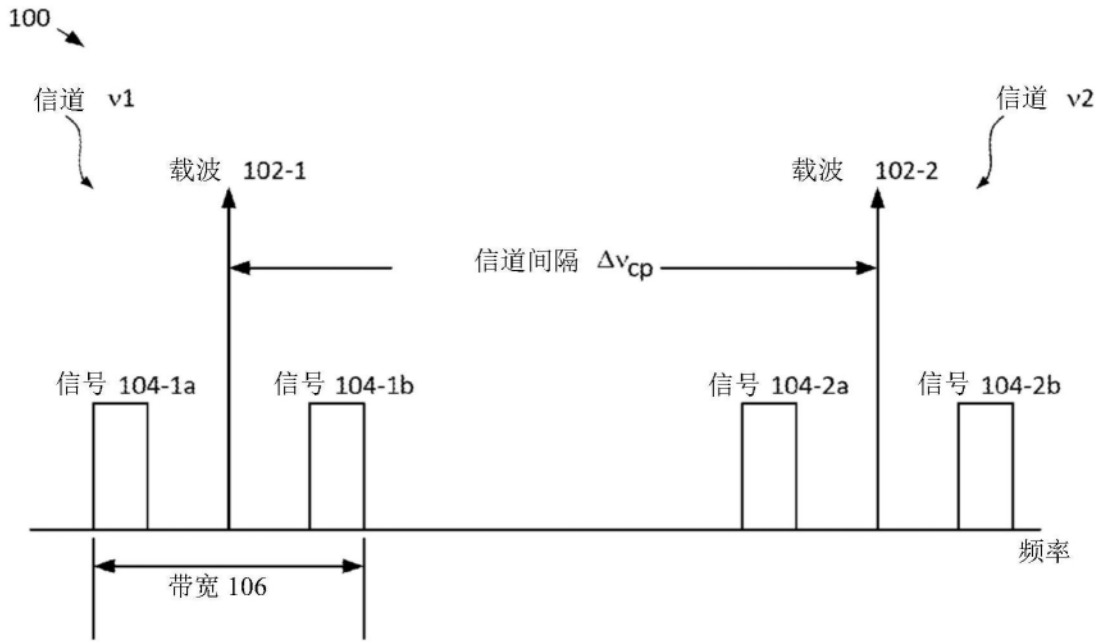 100
信道 ν1
信道 ν2
载波 102-1
载波 102-2
信道间隔 Δνcp
信号 104-1a
信号 104-1b
信号 104-2a
信号 104-2b
频率
带宽 106